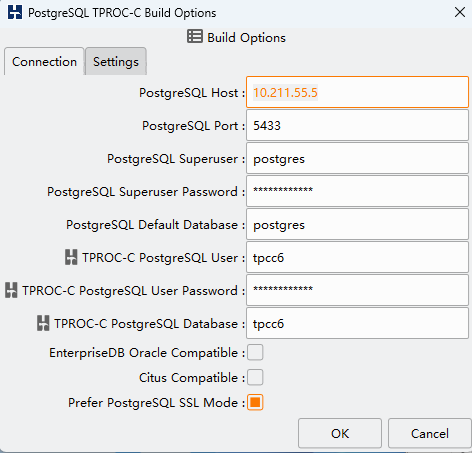 PostgreSQL TPROC-C Build Options
Build Options
Connection Settings
PostgreSQL Host : 10.211.55.5
PostgreSQL Port : 5433
PostgreSQL Superuser : postgres
PostgreSQL Superuser Password : ************
PostgreSQL Default Database : postgres
TPROC-C PostgreSQL User : tpcc6
TPROC-C PostgreSQL User Password : ************
TPROC-C PostgreSQL Database : tpcc6
EnterpriseDB Oracle Compatible :
Citus Compatible :
Prefer PostgreSQL SSL Mode :
OK Cancel